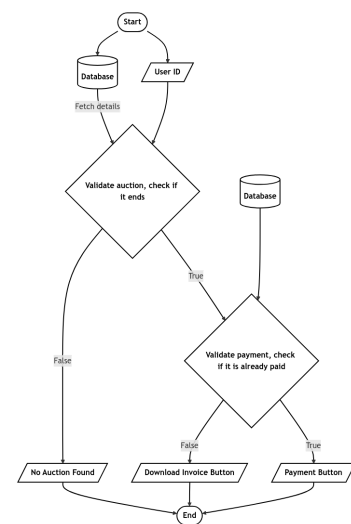 Start
Database
User ID
Fetch details
Validate auction, check if
it ends
Database
True
Validate payment, check
if it is already paid
False
False
True
No Auction Found
Download Invoice Button
Payment Button
End